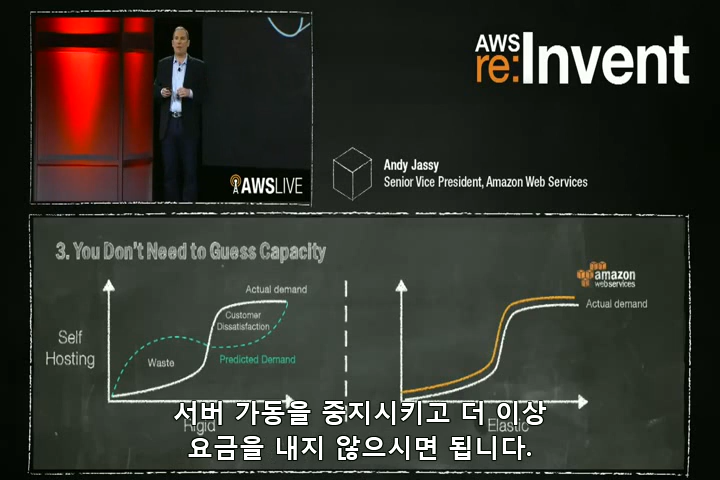 AWS
re:Invent
AWSLIVE
Andy Jassy
Senior Vice President, Amazon Web Services
3. You Don't Need to Guess Capacity
amazon
webservices
Actual demand
Customer
Dissatisfaction
Self
Hosting
Waste
Predicted Demand
Rigid
Actual demand
Elastic
서버 가동을 중지시키고 더 이상
요금을 내지 않으시면 됩니다.